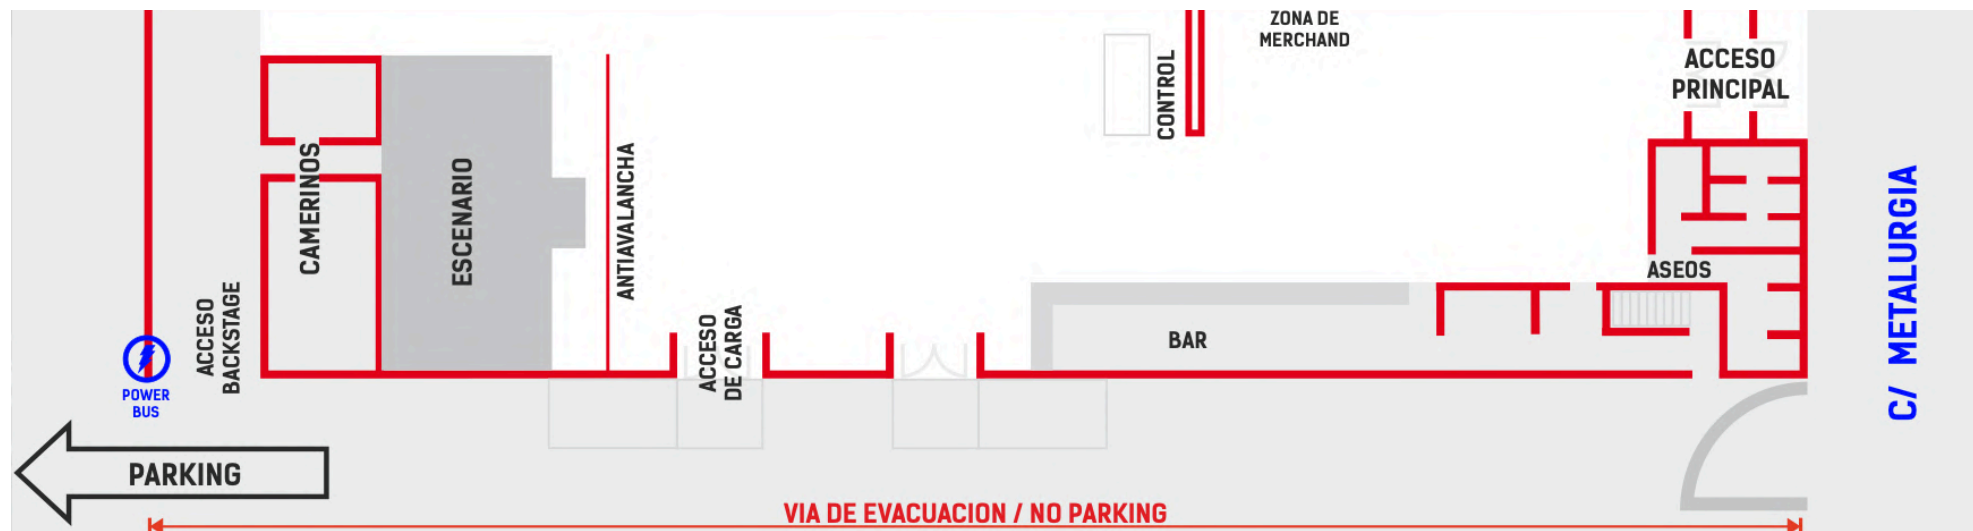 ZONA DE
MERCHAND
CONTROL
ACCESO
PRINCIPAL
CAMERINOS
ESCENARIO
ANTIAVALANCHA
C/ METALURGIA
ASEOS
ACCESO
BACKSTAGE
ACCESO
DE CARGA
BAR
POWER
BUS
PARKING
VIA DE EVACUACION / NO PARKING